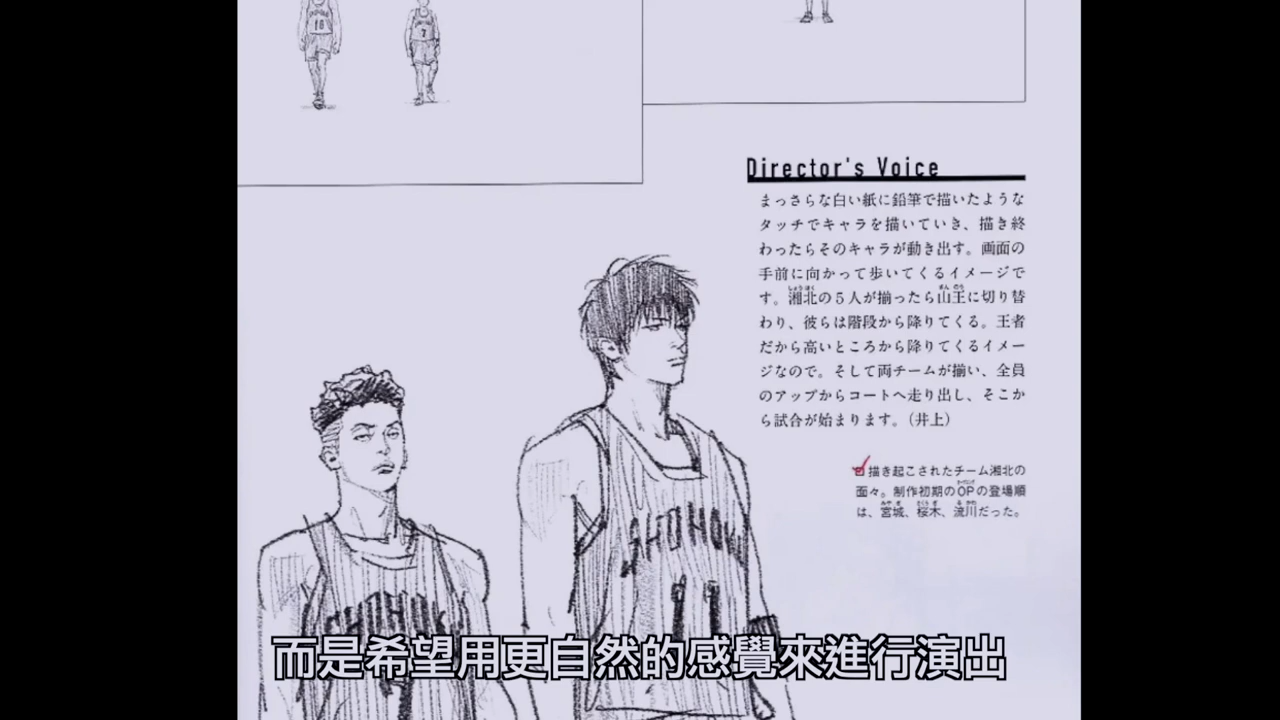 16
7
Director's Voice
まっさらな白い紙に鉛筆で描いたような
タッチでキャラを描いていき、描き終
わったらそのキャラが動き出す。画面の
手前に向かって歩いてくるイメージで
す。湘北の５人が揃ったら山王に切り替
わり、彼らは階段から降りてくる。王者
だから高いところから降りてくるイメー
ジなので。そして両チームが揃い、全員
のアップからコートへ走り出し、そこか
ら試合が始まります。（井上）
描き起こされたチーム湘北の
面々。制作初期のOPの登場順
は、宮城、桜木、流川だった。
SHOHOKU
SHOHOKU
11
而是希望用更自然的感覺來進行演出